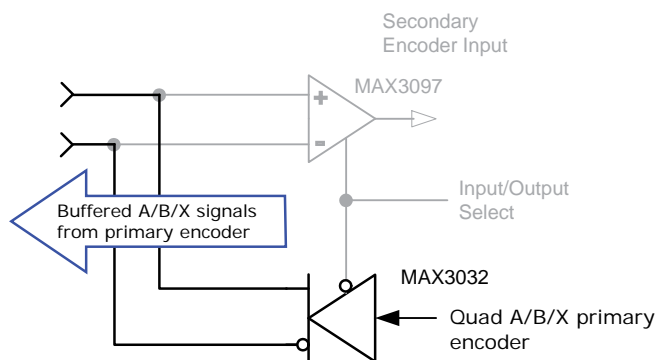 Secondary
Encoder Input
MAX3097
+
-
Input/Output
Select
Buffered A/B/X signals
from primary encoder
MAX3032
Quad A/B/X primary
encoder